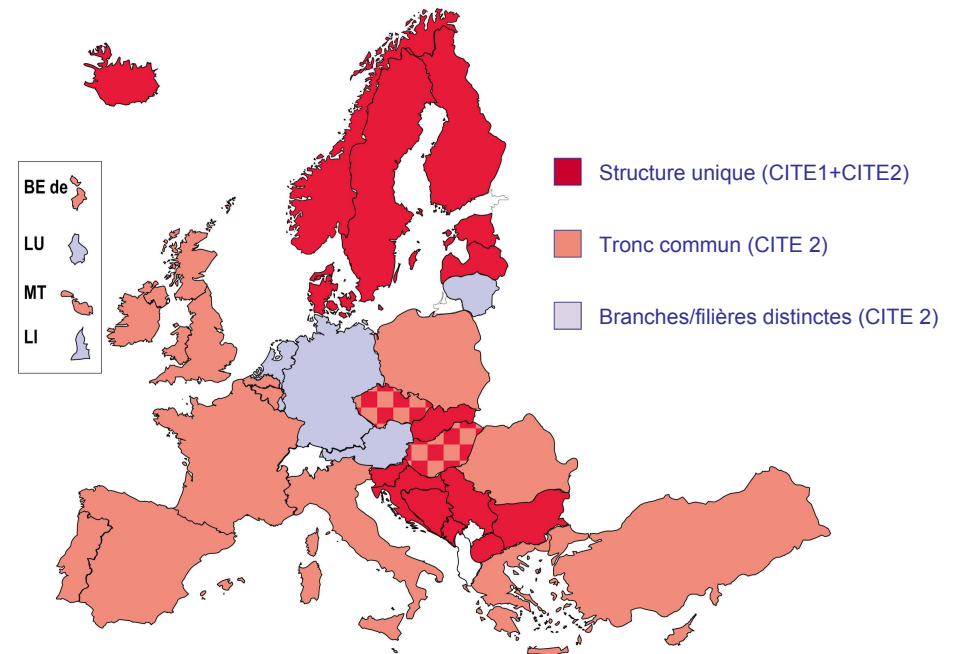 BE de
LU
MT
LI
Structure unique (CITE1+CITE2)
Tronc commun (CITE 2)
Branches/filières distinctes (CITE 2)